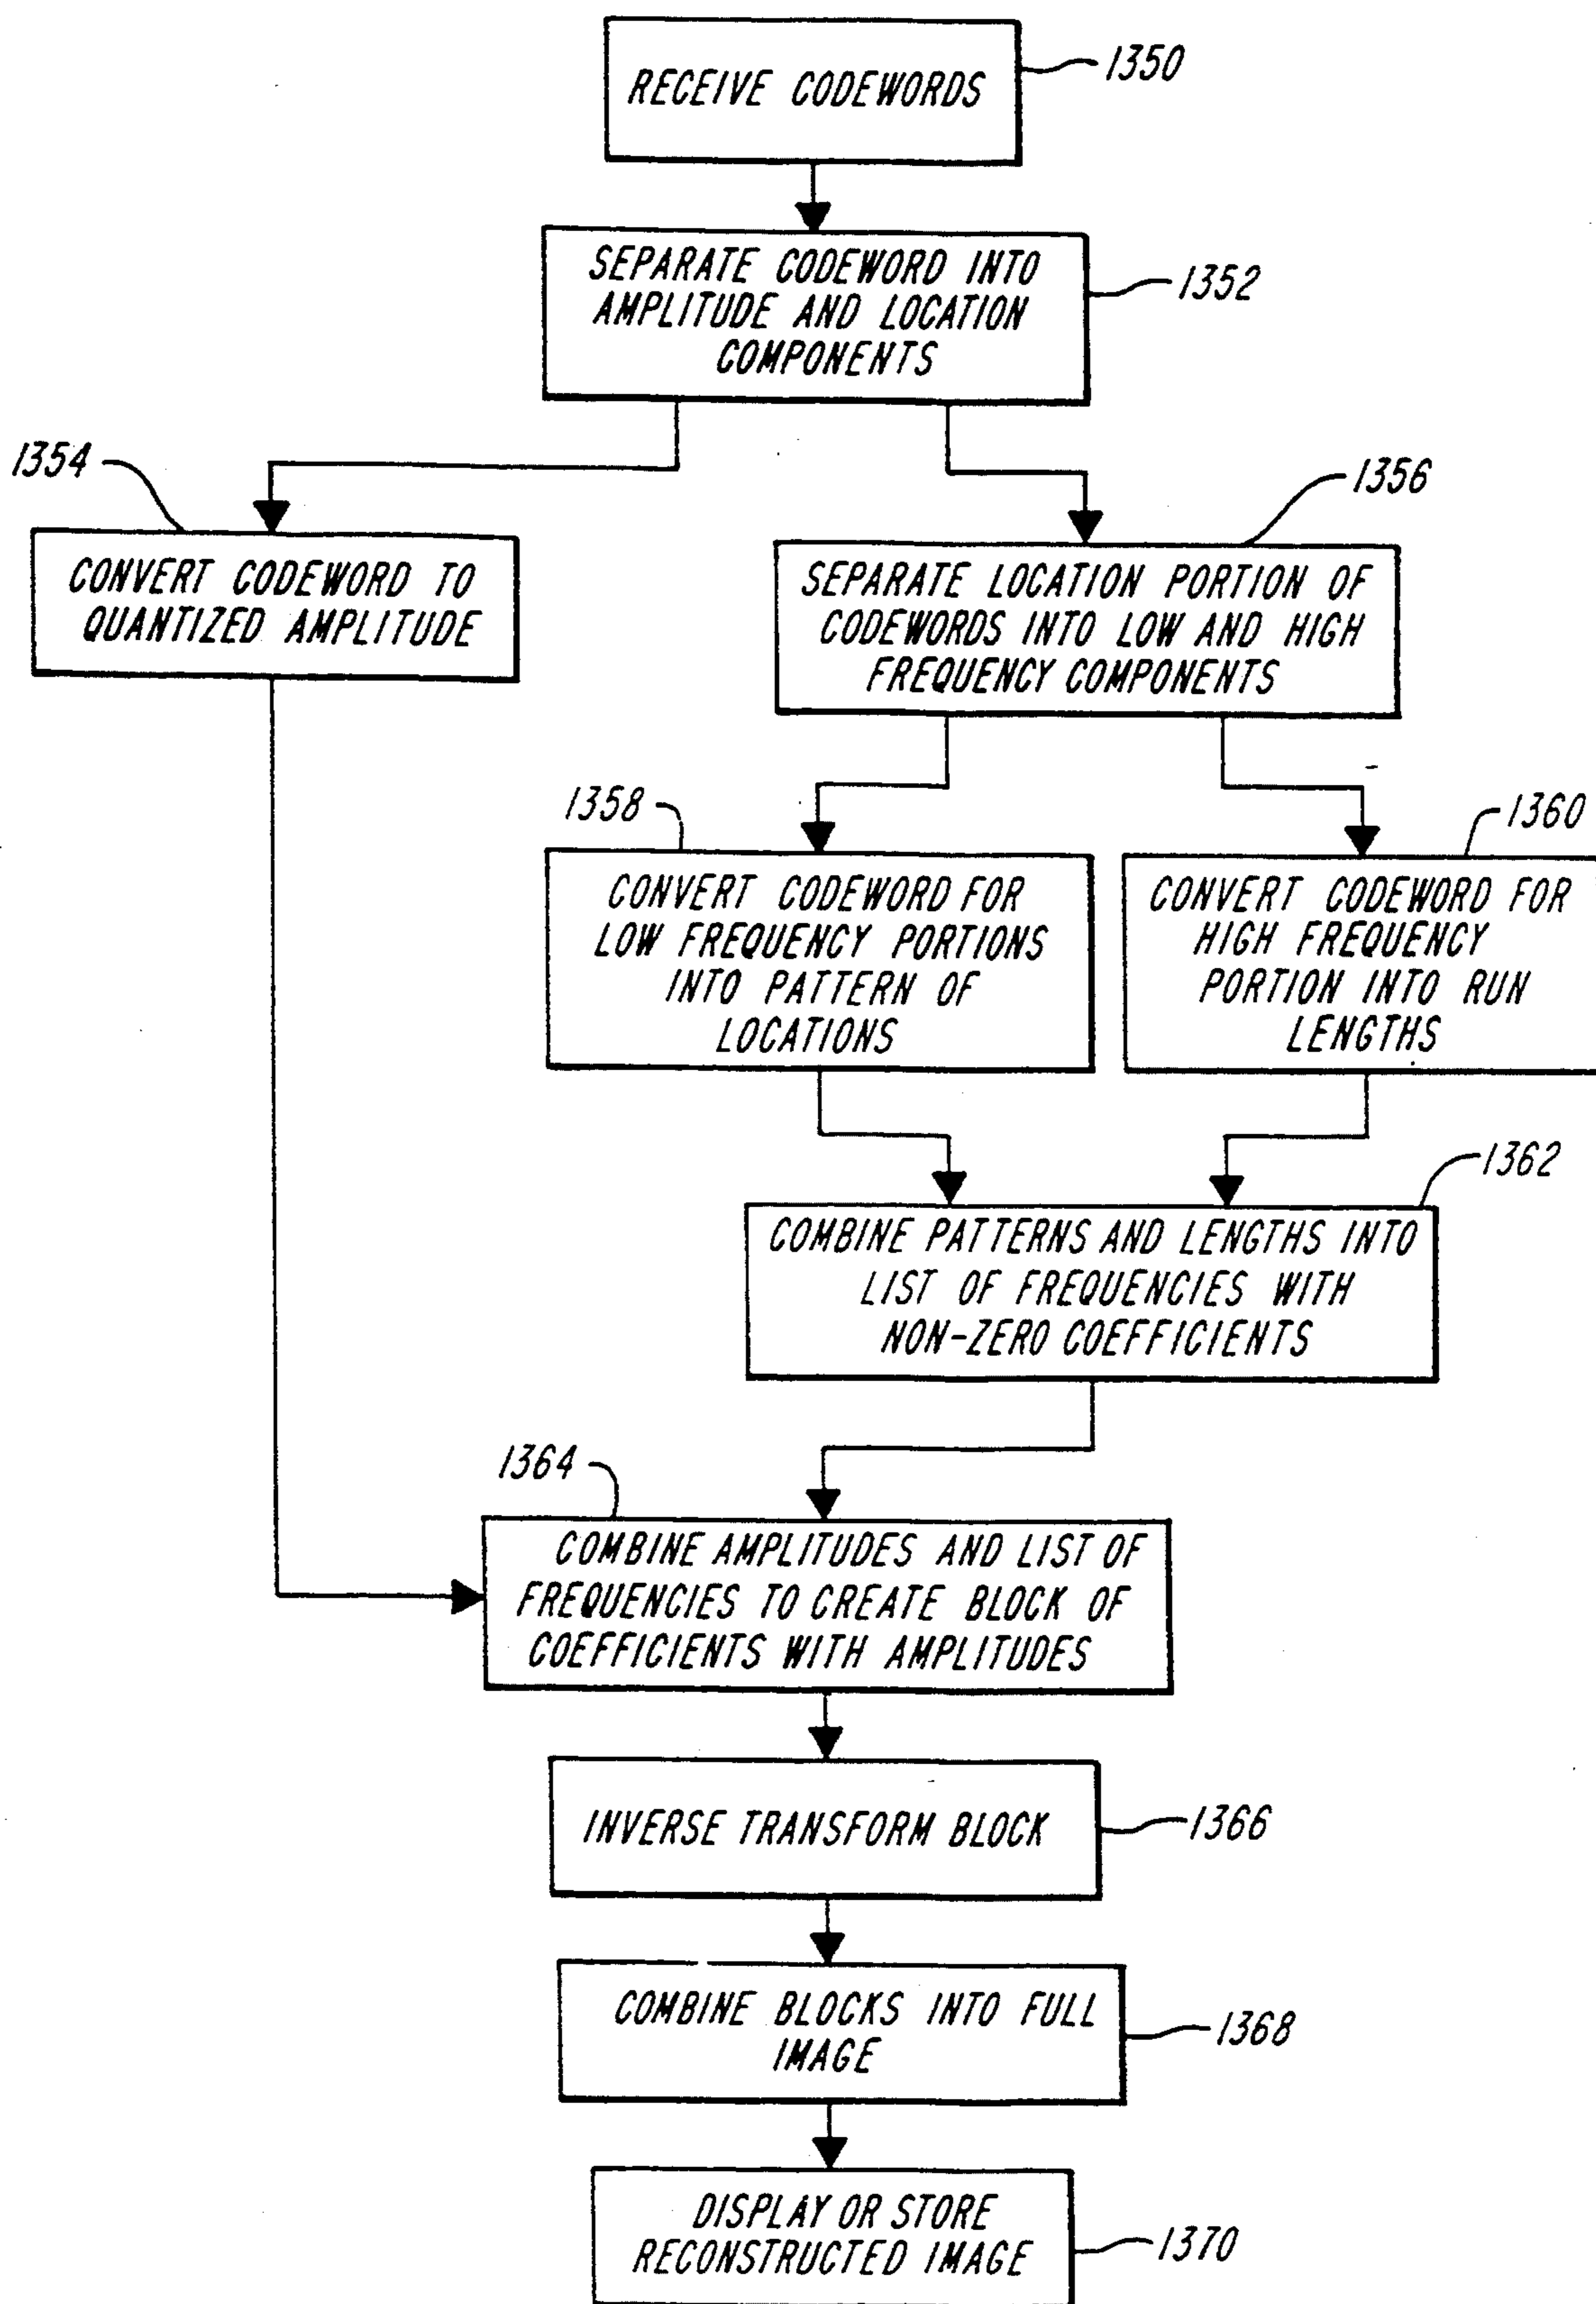 RECEIVE CODEWORDS
1350
SEPARATE CODEWORD INTO
AMPLITUDE AND LOCATION
COMPONENTS
1352
1354
CONVERT CODEWORD TO
QUANTIZED AMPLITUDE
1356
SEPARATE LOCATION PORTION OF
CODEWORDS INTO LOW AND HIGH
FREQUENCY COMPONENTS
1358
CONVERT CODEWORD FOR
LOW FREQUENCY PORTIONS
INTO PATTERN OF
LOCATIONS
1360
CONVERT CODEWORD FOR
HIGH FREQUENCY
PORTION INTO RUN
LENGTHS
1362
COMBINE PATTERNS AND LENGTHS INTO
LIST OF FREQUENCIES WITH
NON-ZERO COEFFICIENTS
1364
COMBINE AMPLITUDES AND LIST OF
FREQUENCIES TO CREATE BLOCK OF
COEFFICIENTS WITH AMPLITUDES
INVERSE TRANSFORM BLOCK
1366
COMBINE BLOCKS INTO FULL
IMAGE
1368
DISPLAY OR STORE
RECONSTRUCTED IMAGE
1370